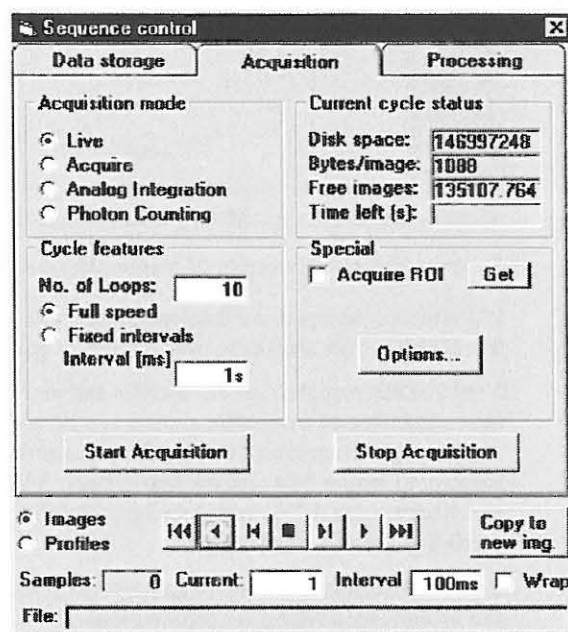 Sequence control
Data storage Acquisition Processing
Acquisition mode
Live
Acquire
Analog Integration
Photon Counting
Current cycle status
Disk space: 146997248
Bytes/image: 1088
Free images: 135107.764
Time left (s):
Cycle features
No. of Loops: 10
Full speed
Fixed intervals
Interval [ms]
1s
Special
Acquire ROI Get
Options...
Start Acquisition Stop Acquisition
Images
Profiles
Copy to
new img.
Samples: 0 Current: 1 Interval 100ms Wrap
File: